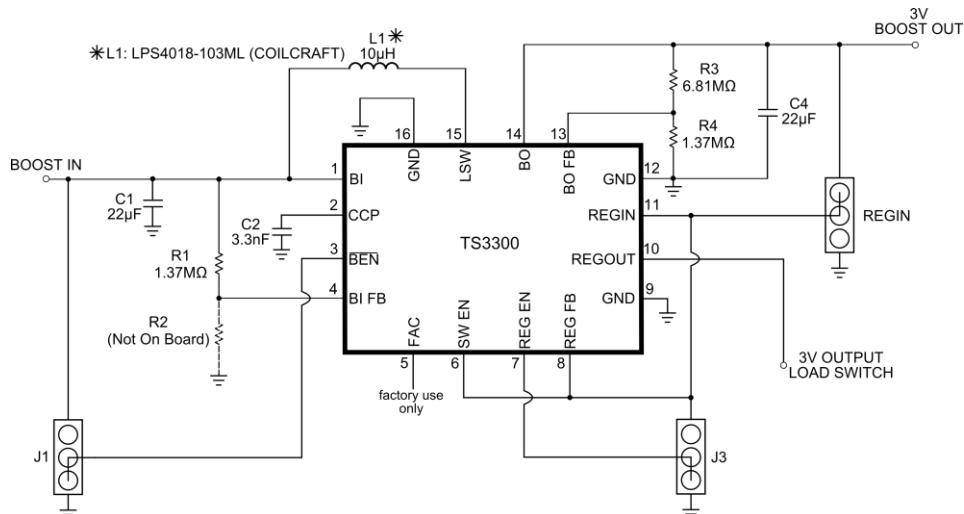 3V
BOOST OUT
✳L1: LPS4018-103ML (COILCRAFT)
L1✳
10µH
R3
6.81MΩ
C4
22µF
R4
1.37MΩ
16
15
14
13
GND
LSW
BO
BO FB
BOOST IN
1
BI
GND
12
C1
22µF
2
CCP
REGIN
11
REGIN
C2
3.3nF
TS3300
3
BEN
REGOUT
10
R1
1.37MΩ
4
BI FB
GND
9
R2
(Not On Board)
FAC
SW EN
REG EN
REG FB
5
6
7
8
3V OUTPUT
LOAD SWITCH
factory use
only
J1
J3